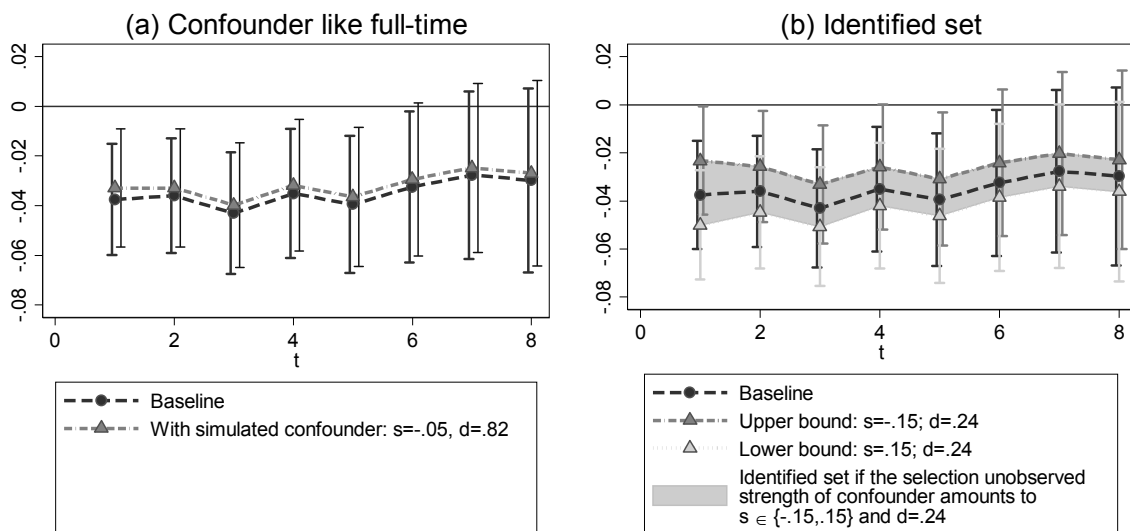 (a) Confounder like full-time
.02
0
-.02
-.04
-.06
-.08
0 2 4 6 8
t
Baseline
With simulated confounder: s=-.05, d=.82
(b) Identified set
.02
0
-.02
-.04
-.06
-.08
0 2 4 6 8
t
Baseline
Upper bound: s=-.15; d=.24
Lower bound: s=.15; d=.24
Identified set if the selection unobserved
strength of confounder amounts to
s ∈ {-.15,.15} and d=.24